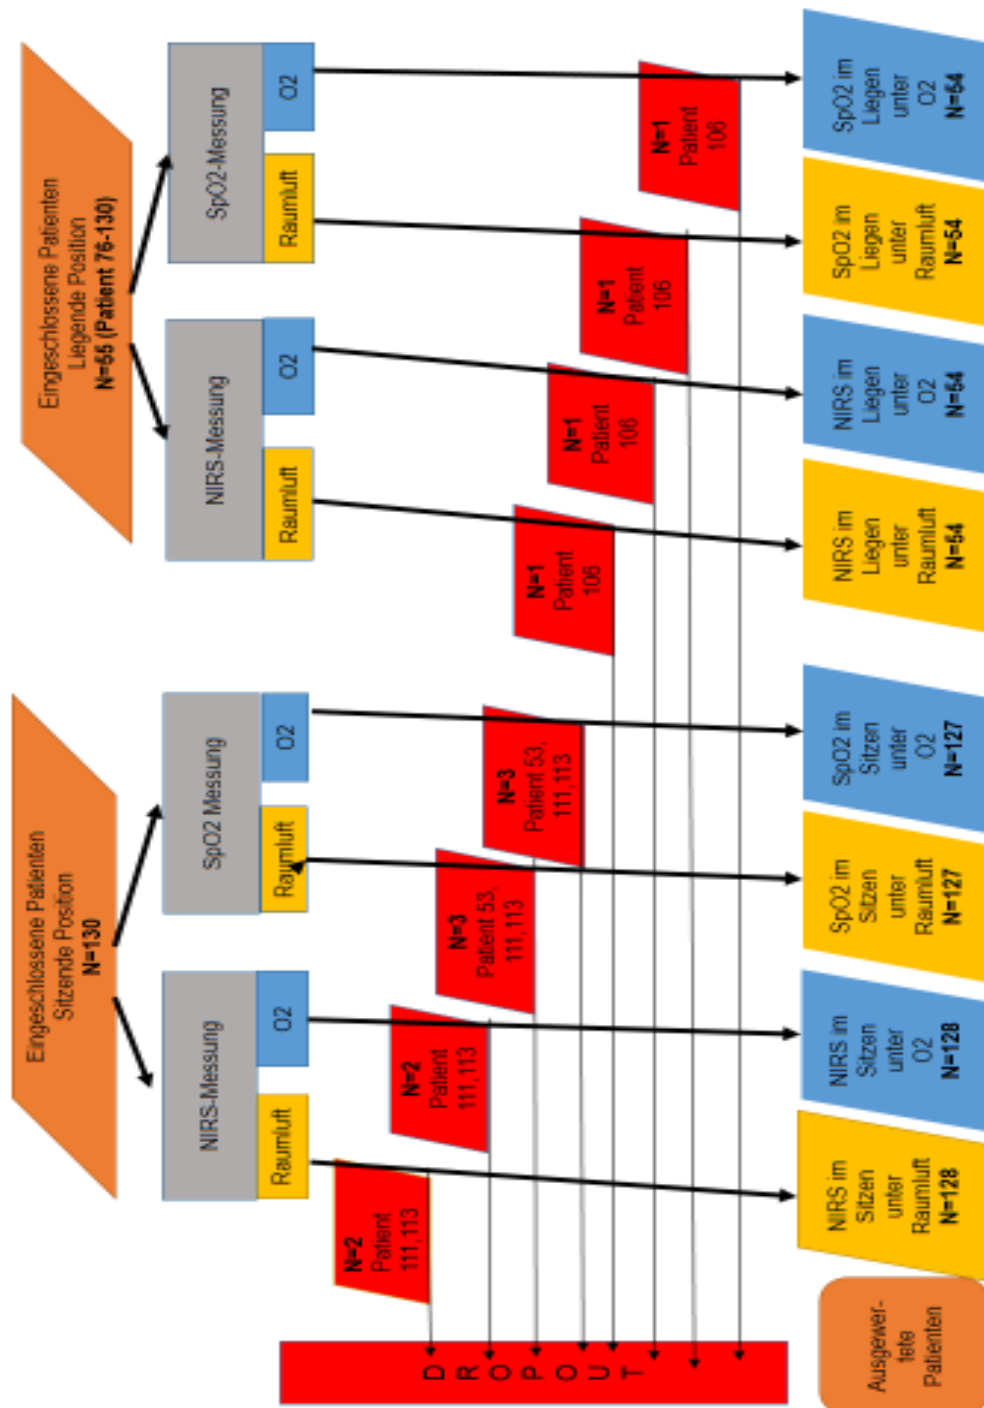 Eingeschlossene Patienten
Sitzende Position
N=130
Eingeschlossene Patienten
Liegende Position
N=55 (Patient 76-130)
NIRS-Messung
Raumluft
O2
SpO2 Messung
Raumluft
O2
NIRS-Messung
Raumluft
O2
SpO2-Messung
Raumluft
O2
N=2
Patient
111,113
N=2
Patient
111,113
N=3
Patient 53,
111,113
N=3
Patient 53,
111,113
N=1
Patient
106
N=1
Patient
106
N=1
Patient
106
N=1
Patient
106
D
R
O
P
O
U
T
Ausgewer-
tete
Patienten
NIRS im
Sitzen
unter
Raumluft
N=128
NIRS im
Sitzen
unter
O2
N=128
SpO2 im
Sitzen
unter
Raumluft
N=127
SpO2 im
Sitzen
unter
O2
N=127
NIRS im
Liegen
unter
Raumluft
N=54
NIRS im
Liegen
unter
O2
N=54
SpO2 im
Liegen
unter
Raumluft
N=54
SpO2 im
Liegen
unter
O2
N=54